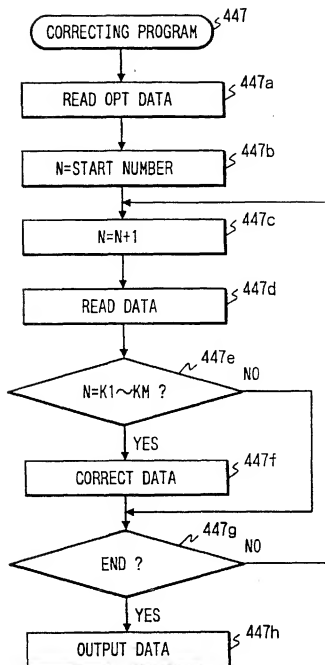 447
CORRECTING PROGRAM
447a
READ OPT DATA
447b
N=START NUMBER
447c
N=N+1
447d
READ DATA
447e
N=K1~KM ?
NO
YES
447f
CORRECT DATA
447g
END ?
NO
YES
447h
OUTPUT DATA